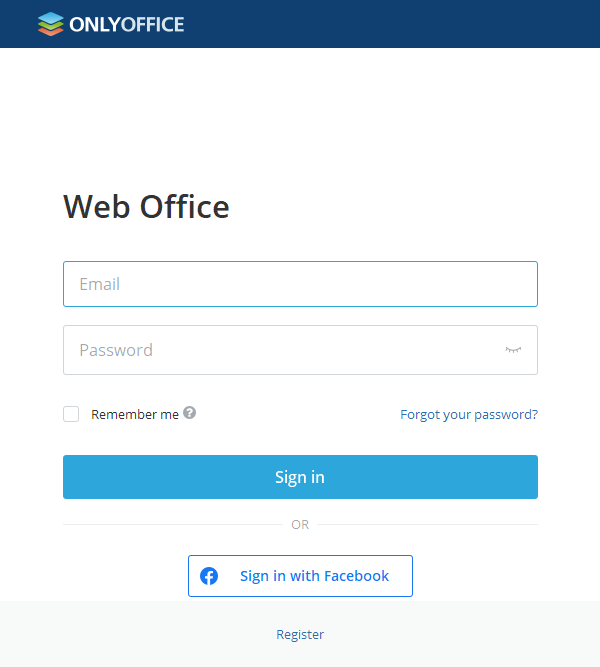 ONLYOFFICE
Web Office
Email
Password
Remember me ?
Forgot your password?
Sign in
OR
Sign in with Facebook
Register